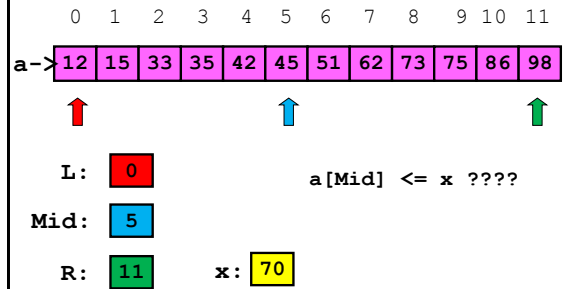 0 1 2 3 4 5 6 7 8 9 10 11
a-> 12 15 33 35 42 45 51 62 73 75 86 98
L: 0
a[Mid] <= x ????
Mid: 5
R: 11 x: 70